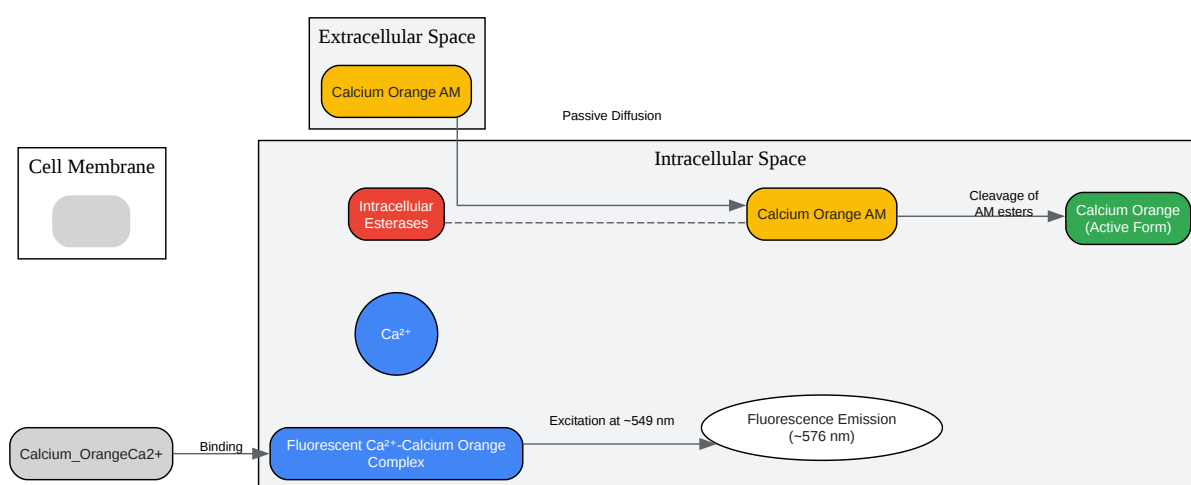 Extracellular Space
Calcium Orange AM
Passive Diffusion
Cell Membrane
Intracellular Space
Intracellular
Esterases
Calcium Orange AM
Cleavage of
AM esters
Calcium Orange
(Active Form)
Ca²⁺
Calcium_OrangeCa2+
Binding
Fluorescent Ca²⁺-Calcium Orange
Complex
Excitation at ~549 nm
Fluorescence Emission
(~576 nm)